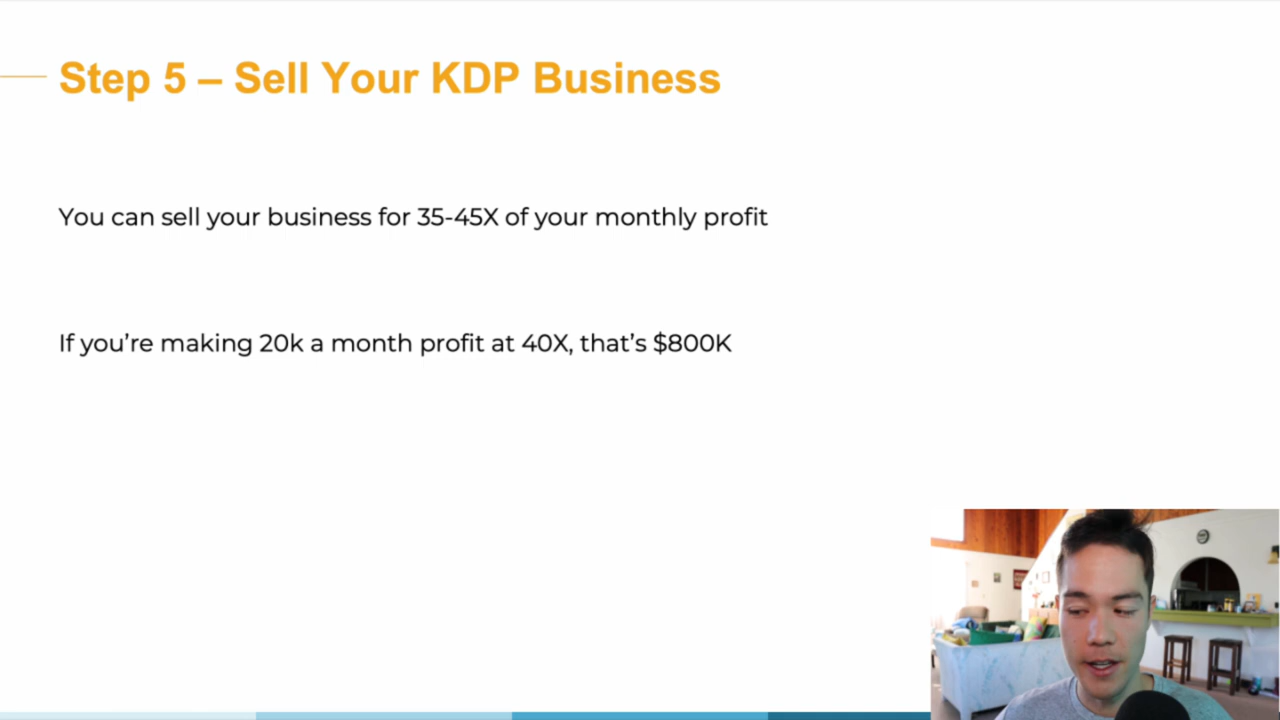 Step 5 – Sell Your KDP Business
You can sell your business for 35-45X of your monthly profit
If you’re making 20k a month profit at 40X, that’s $800K